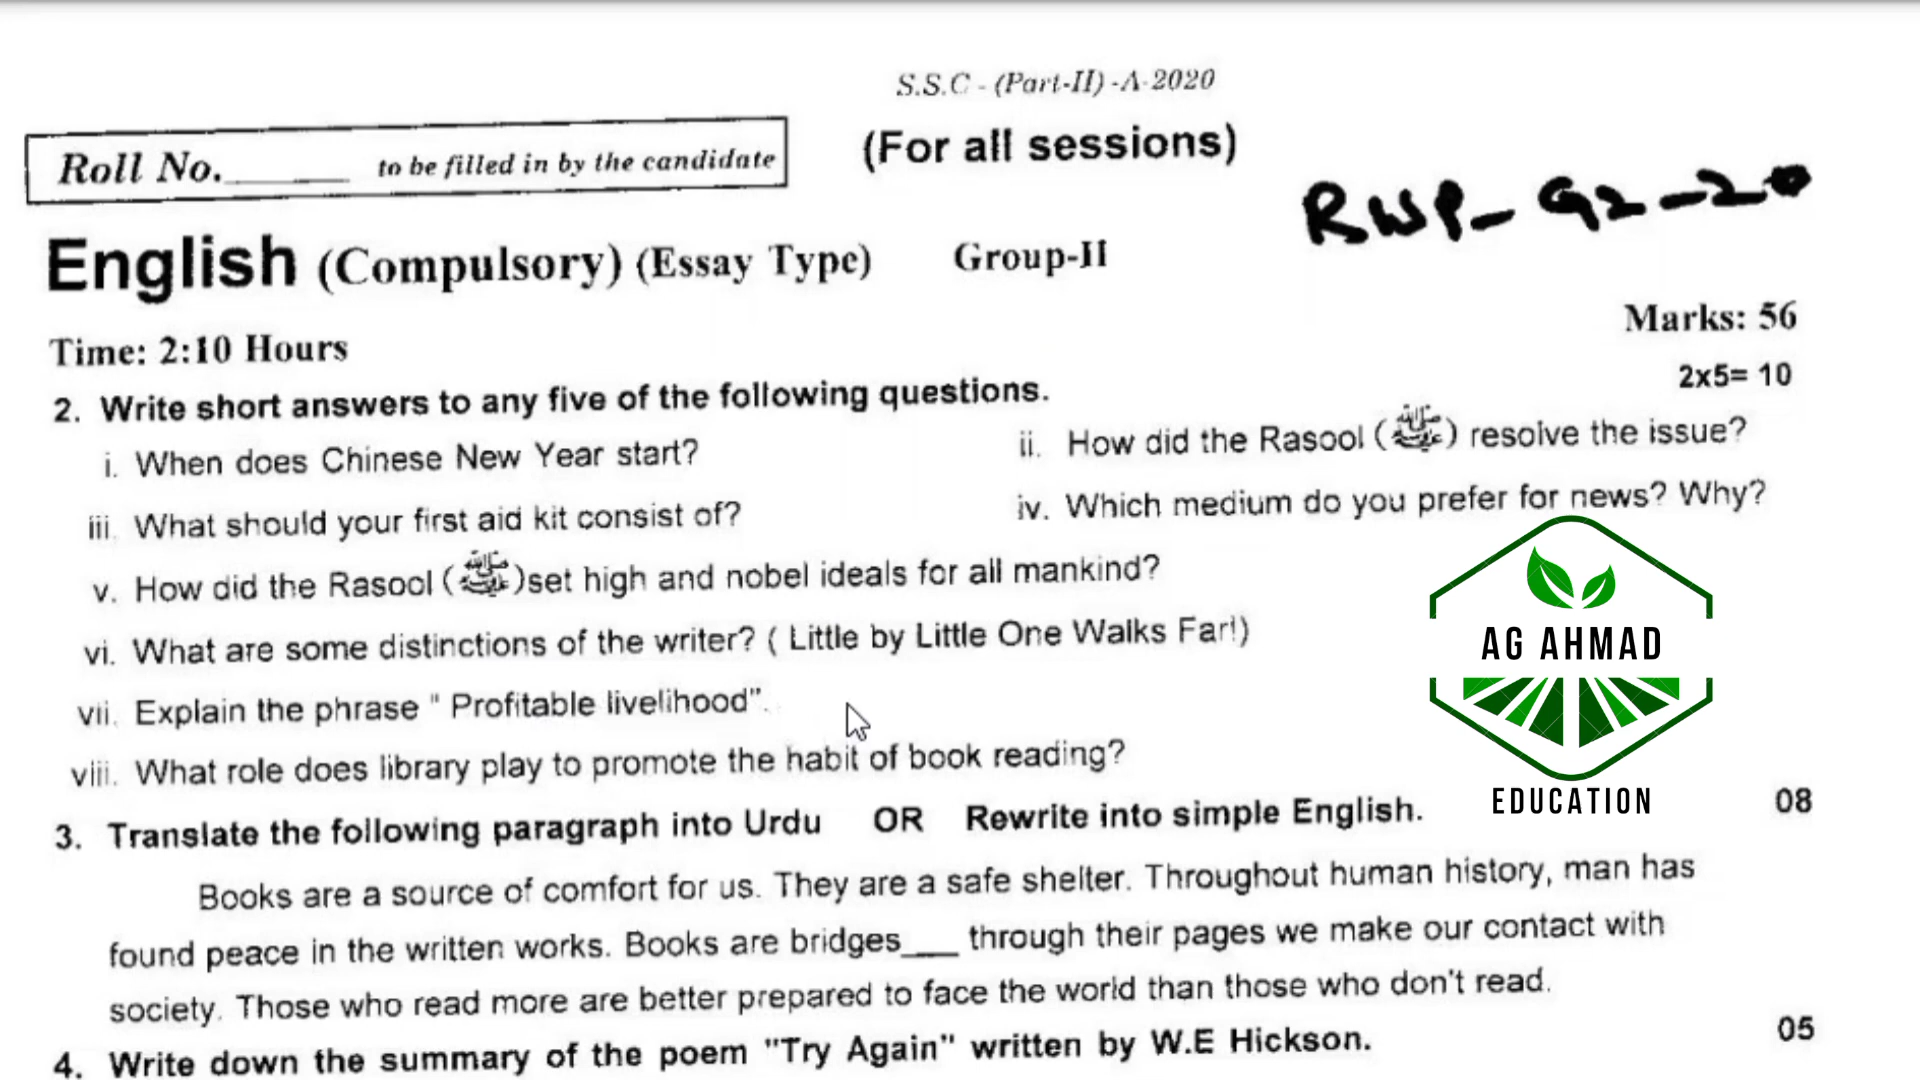 S.S.C - (Part-II) -A-2020
Roll No.______ to be filled in by the candidate
(For all sessions)
RWP-G2-20
English (Compulsory) (Essay Type) Group-II
Time: 2:10 Hours
Marks: 56
2. Write short answers to any five of the following questions. 2x5= 10
i. When does Chinese New Year start?
ii. How did the Rasool (ﷺ) resolve the issue?
iii. What should your first aid kit consist of?
iv. Which medium do you prefer for news? Why?
v. How did the Rasool (ﷺ)set high and nobel ideals for all mankind?
vi. What are some distinctions of the writer? ( Little by Little One Walks Far!)
vii. Explain the phrase " Profitable livelihood".
viii. What role does library play to promote the habit of book reading?
AG AHMAD
EDUCATION
3. Translate the following paragraph into Urdu OR Rewrite into simple English. 08
Books are a source of comfort for us. They are a safe shelter. Throughout human history, man has
found peace in the written works. Books are bridges___ through their pages we make our contact with
society. Those who read more are better prepared to face the world than those who don't read.
4. Write down the summary of the poem "Try Again" written by W.E Hickson. 05